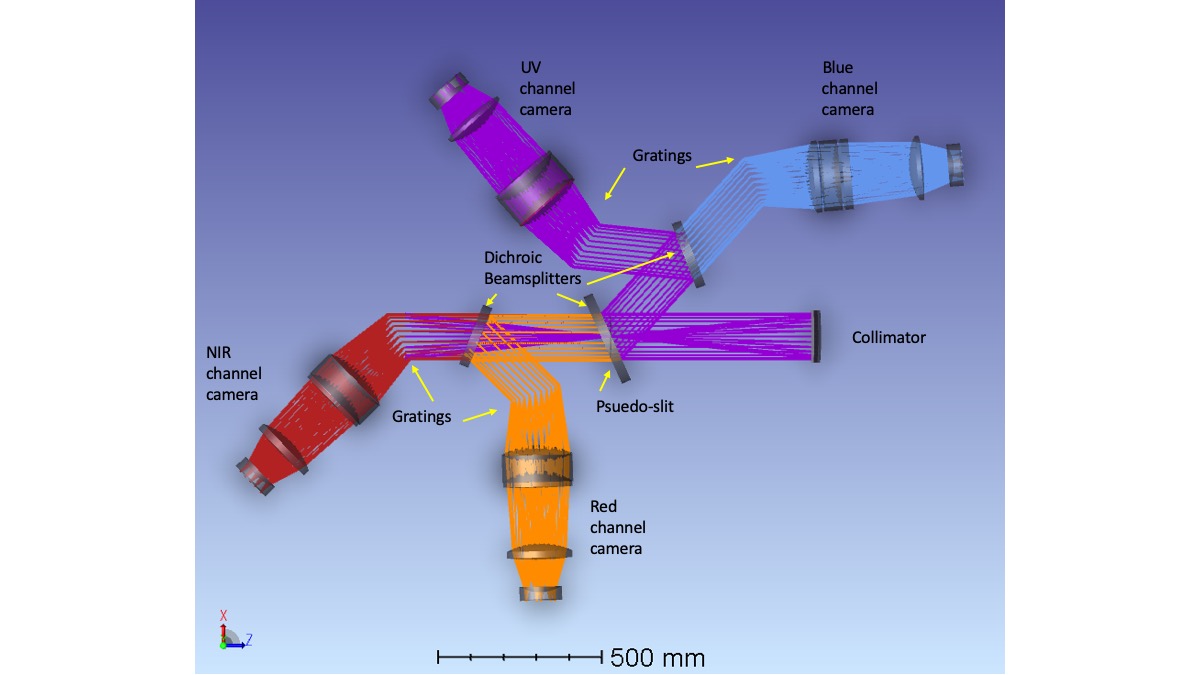 UV
channel
camera
Blue
channel
camera
Gratings
Dichroic
Beamsplitters
NIR
channel
camera
Collimator
Gratings
Psuedo-slit
Red
channel
camera
X
Z
500 mm